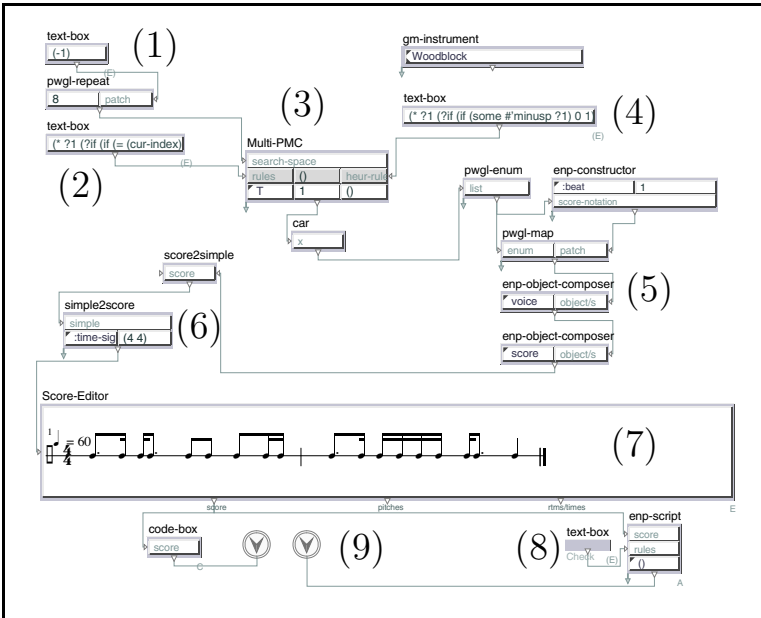 text-box
(-1)
(E)
(1)
pwgl-repeat
8 patch
text-box
(* ?1 (?if (if (= (cur-index)
(E)
(2)
(3)
Multi-PMC
search-space
rules () heur-rule
T 1 ()
gm-instrument
Woodblock
text-box
(* ?1 (?if (if (some #'minusp ?1) 0 1)
(E)
(4)
car
x
pwgl-enum
list
enp-constructor
:beat 1
score-notation
pwgl-map
enum patch
enp-object-composer
voice object/s
(5)
enp-object-composer
score object/s
score2simple
score
simple2score
simple
:time-sig (4 4)
(6)
Score-Editor
1
= 60
4
4
(7)
score pitches rtms/times E
code-box
score
C
(9)
(8)
text-box
Check
(E)
enp-script
score
rules
()
A